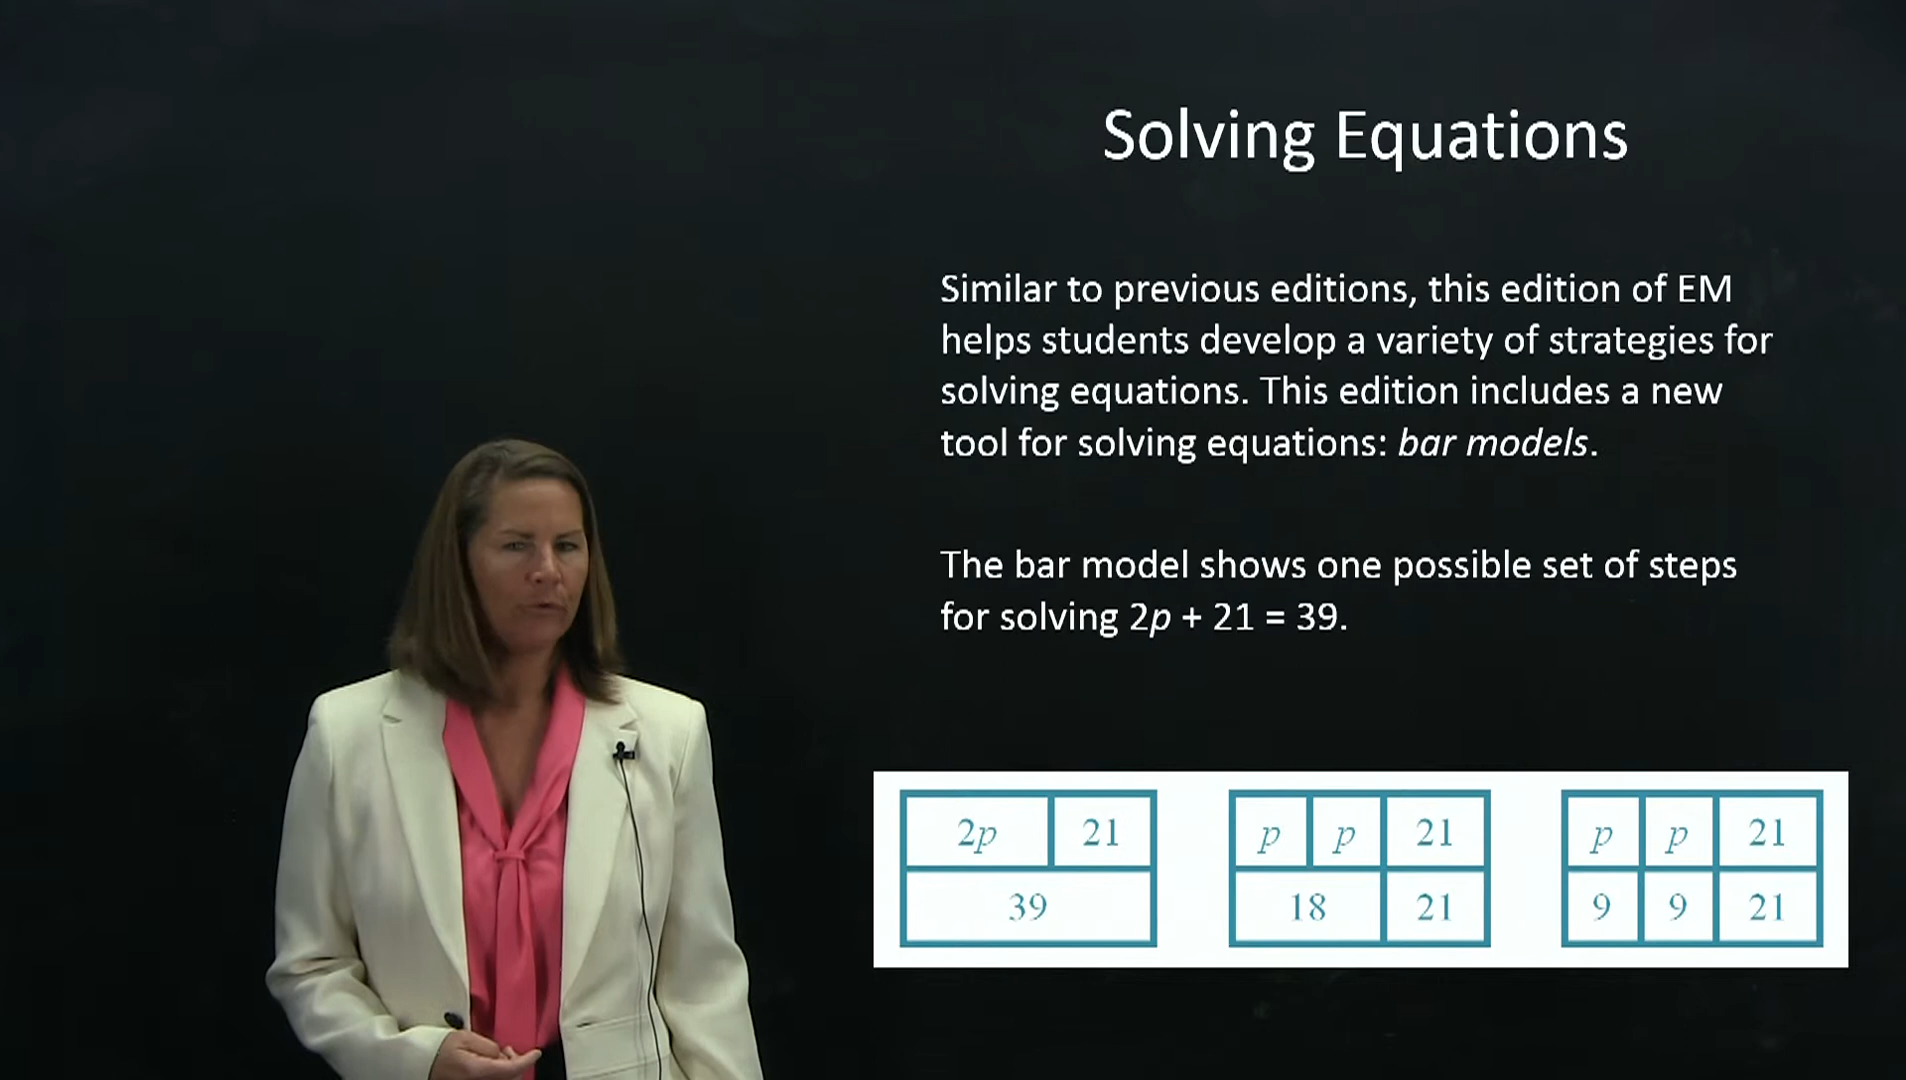 Solving Equations
Similar to previous editions, this edition of EM
helps students develop a variety of strategies for
solving equations. This edition includes a new
tool for solving equations: bar models.
The bar model shows one possible set of steps
for solving 2p + 21 = 39.
2p 21
39
p p 21
18 21
p p 21
9 9 21